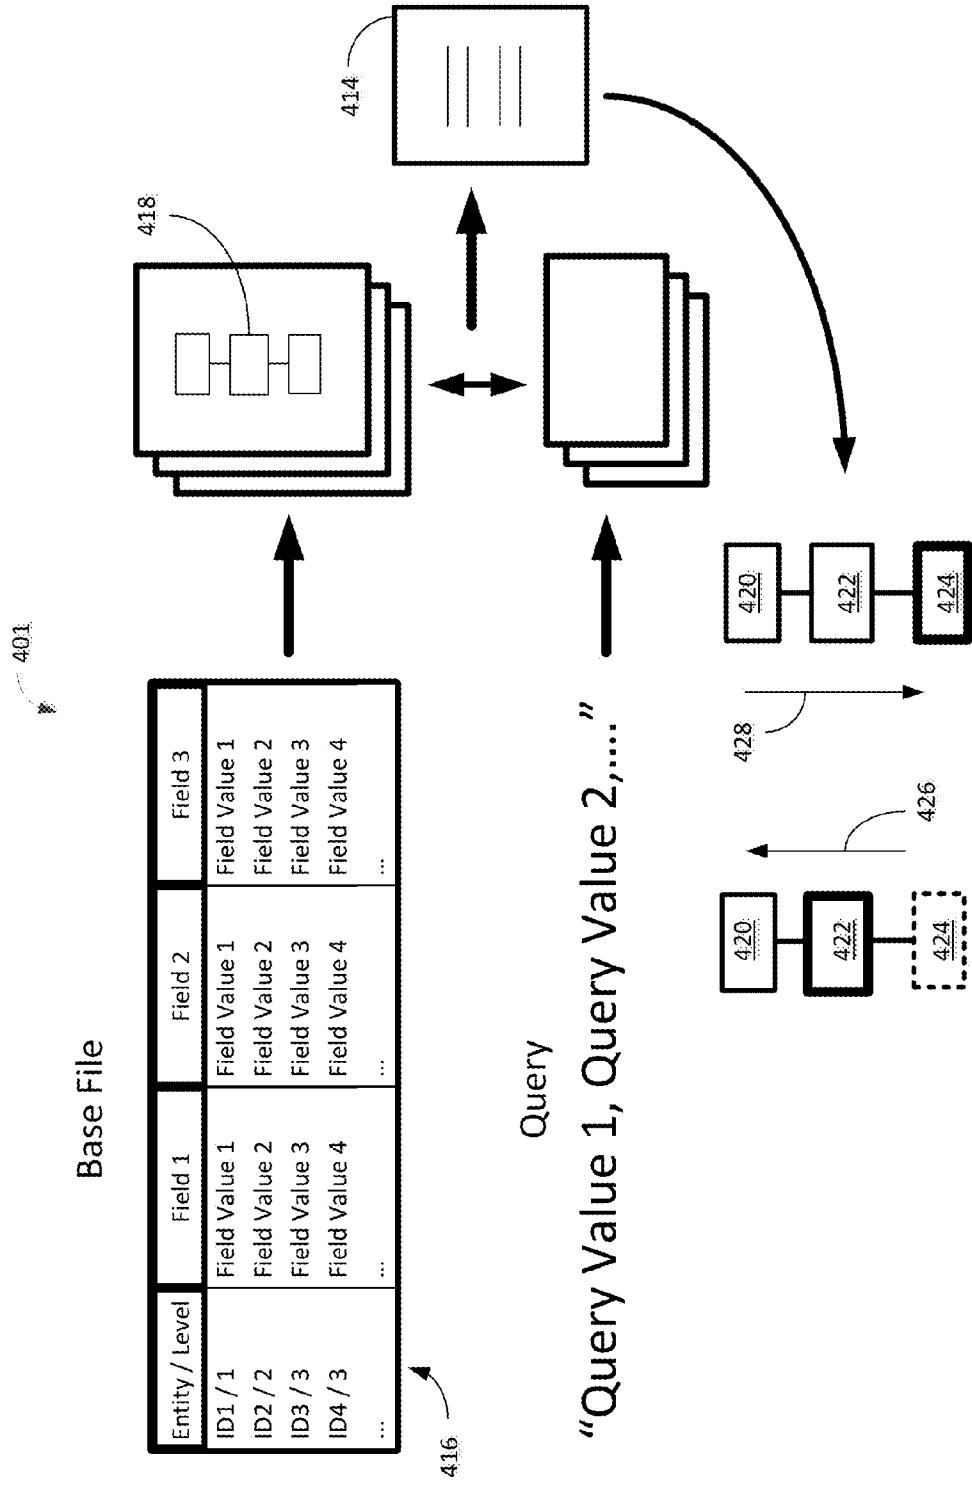 401
Base File
Entity / Level Field 1 Field 2 Field 3
ID1 / 1 Field Value 1 Field Value 1 Field Value 1
ID2 / 2 Field Value 2 Field Value 2 Field Value 2
ID3 / 3 Field Value 3 Field Value 3 Field Value 3
ID4 / 3 Field Value 4 Field Value 4 Field Value 4
... ... ... ...
416
418
414
Query
“Query Value 1, Query Value 2,....”
420
422
424
426
428
420
422
424